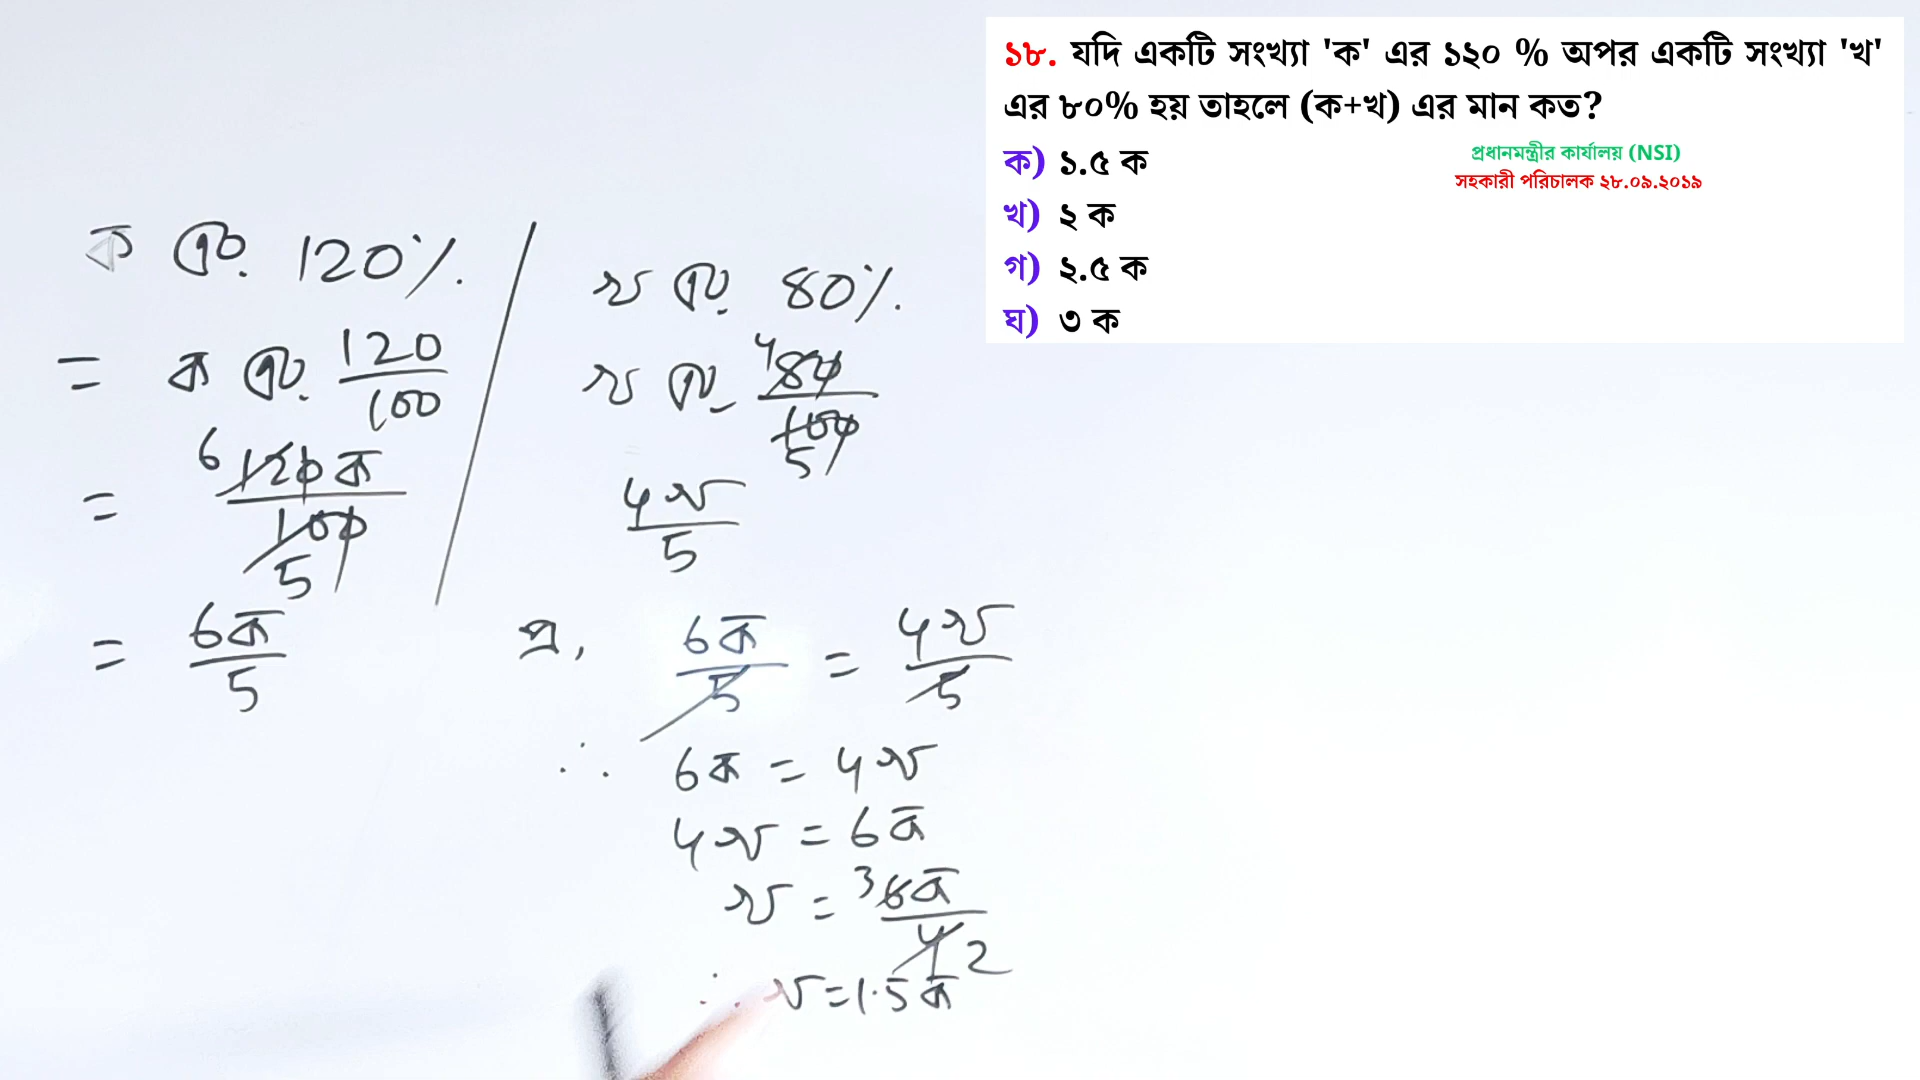 ১৮. যদি একটি সংখ্যা 'ক' এর ১২০ % অপর একটি সংখ্যা 'খ'
এর ৮০% হয় তাহলে (ক+খ) এর মান কত?
ক) ১.৫ ক
খ) ২ ক
গ) ২.৫ ক
ঘ) ৩ ক
প্রধানমন্ত্রীর কার্যালয় (NSI)
সহকারী পরিচালক ২৮.০৯.২০১৯
ক এর 120%.
= ক এর 120/100
= 6 120 ক/100 5
= 6ক/5
খ এর 80%.
খ এর 4 80/100 5
4খ/5
প্র, 6ক/5 = 4খ/5
∴ 6ক = 4খ
4খ = 6ক
খ = 3 6ক/4 2
∴ খ = 1.5ক